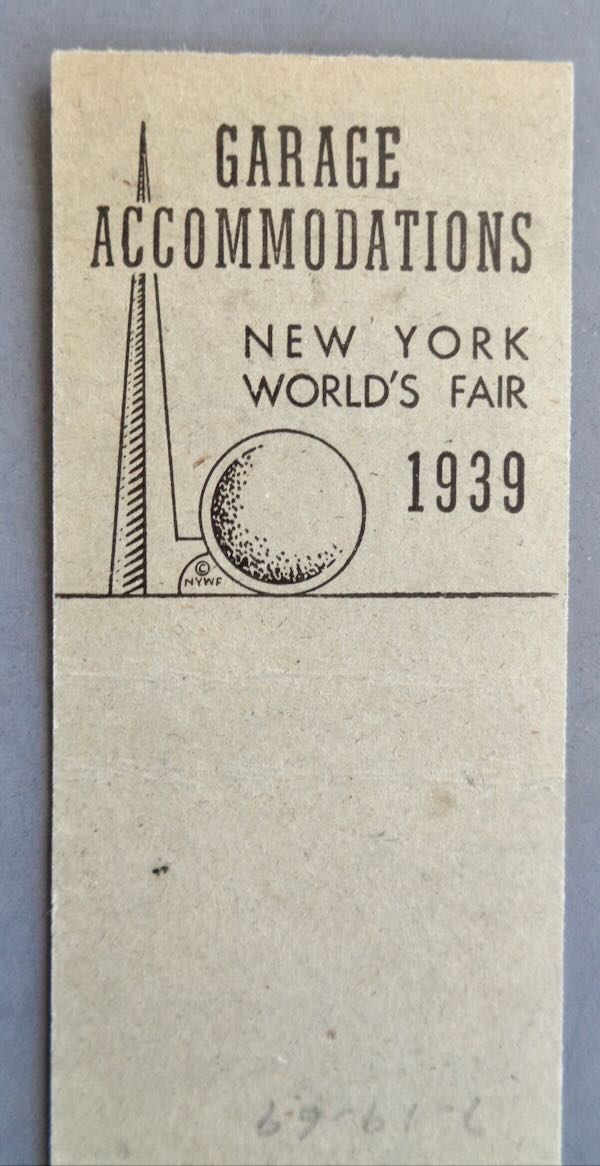 GARAGE
ACCOMMODATIONS
NEW YORK
WORLD'S FAIR
1939
©
NYWF